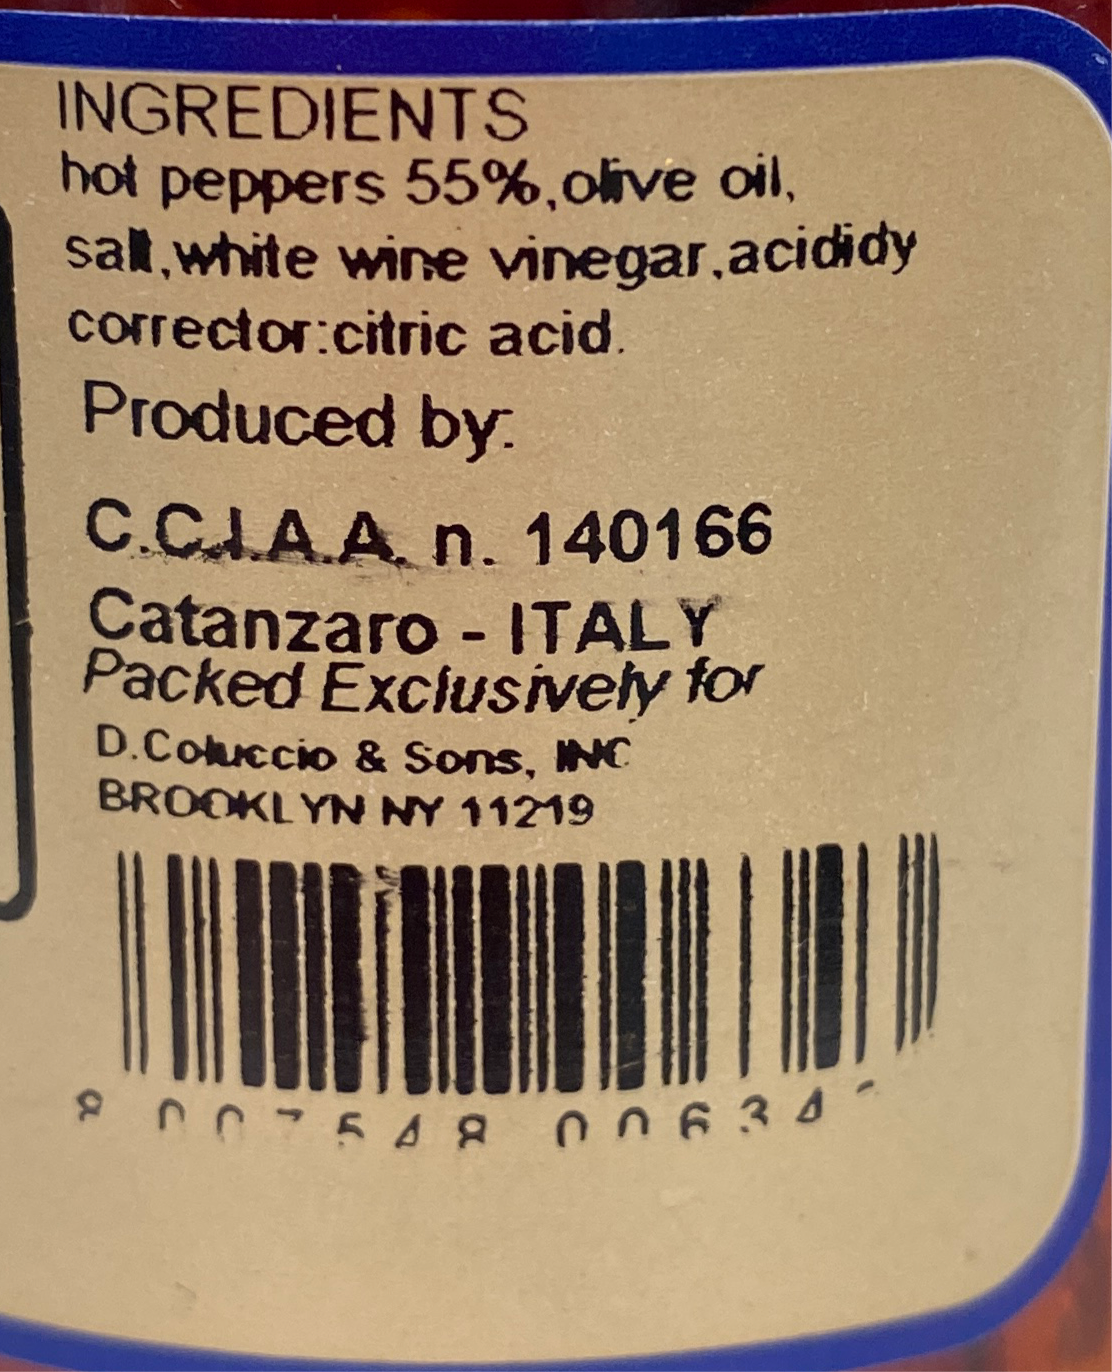 INGREDIENTS
hot peppers 55%,olive oil,
salt,white wine vinegar,acididy
corrector:citric acid.
Produced by:
C.C.I.A.A. n. 140166
Catanzaro - ITALY
Packed Exclusively for
D.Coluccio & Sons, INC
BROOKLYN NY 11219